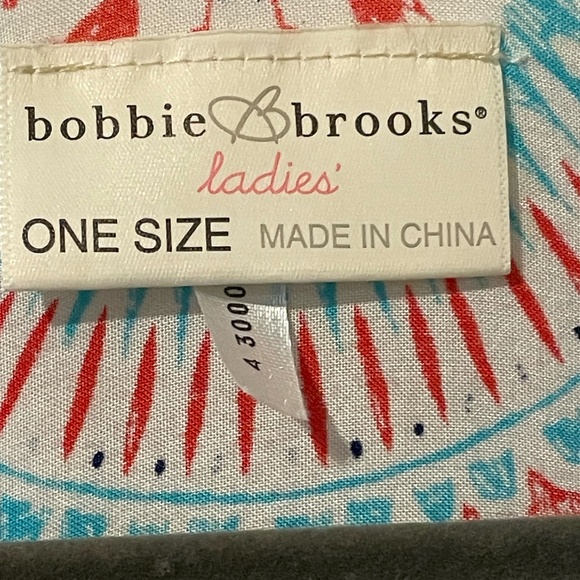 bobbie B brooks®
ladies'
ONE SIZE MADE IN CHINA
4 3000